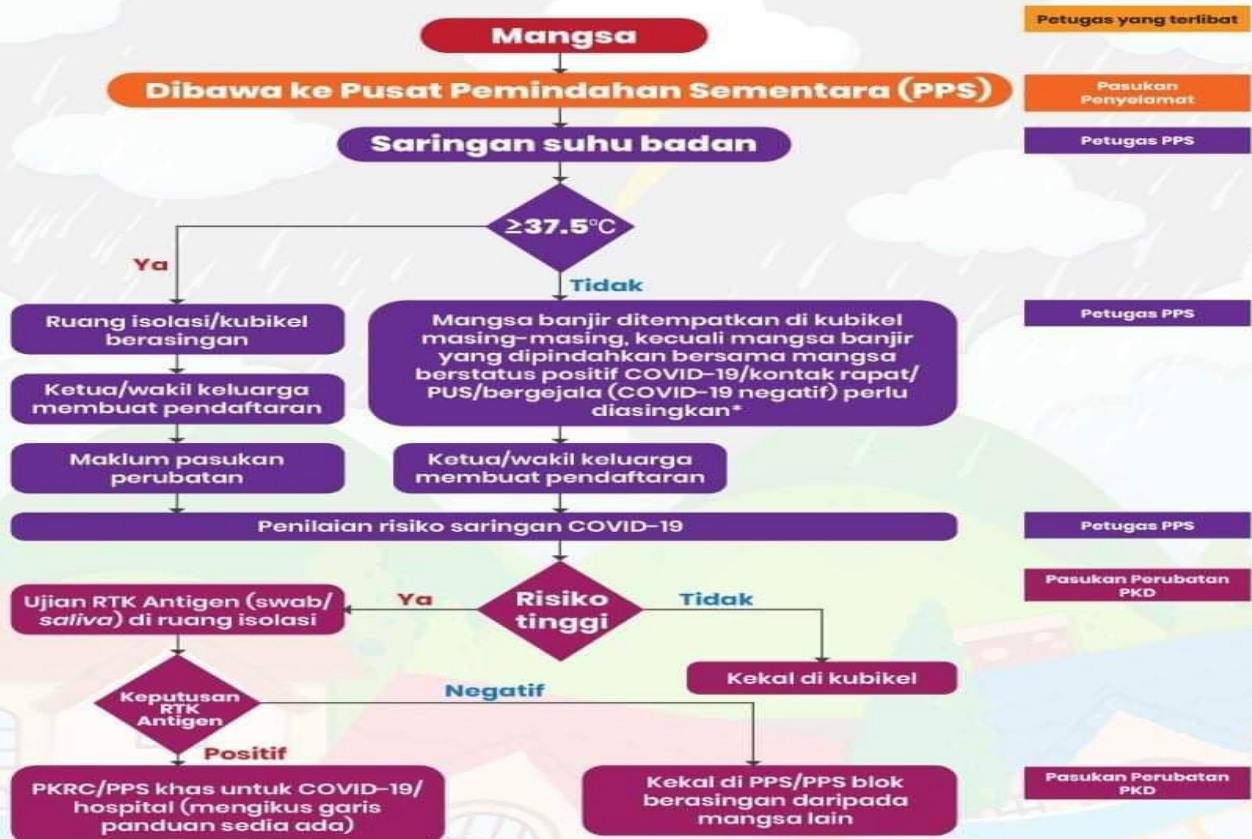 Petugas yang terlibat
Mangsa
Dibawa ke Pusat Pemindahan Sementara (PPS)
Pasukan
Penyelamat
Saringan suhu badan
Petugas PPS
≥37.5°C
Ya
Tidak
Ruang isolasi/kubikel
berasingan
Ketua/wakil keluarga
membuat pendaftaran
Maklum pasukan
perubatan
Mangsa banjir ditempatkan di kubikel
masing-masing, kecuali mangsa banjir
yang dipindahkan bersama mangsa
berstatus positif COVID-19/kontak rapat/
PUS/bergejala (COVID-19 negatif) perlu
diasingkan*
Petugas PPS
Ketua/wakil keluarga
membuat pendaftaran
Penilaian risiko saringan COVID-19
Petugas PPS
Risiko
tinggi
Pasukan Perubatan
PKD
Ya
Tidak
Ujian RTK Antigen (swab/
saliva) di ruang isolasi
Kekal di kubikel
Keputusan
RTK
Antigen
Negatif
Positif
PKRC/PPS khas untuk COVID-19/
hospital (mengikus garis
panduan sedia ada)
Kekal di PPS/PPS blok
berasingan daripada
mangsa lain
Pasukan Perubatan
PKD